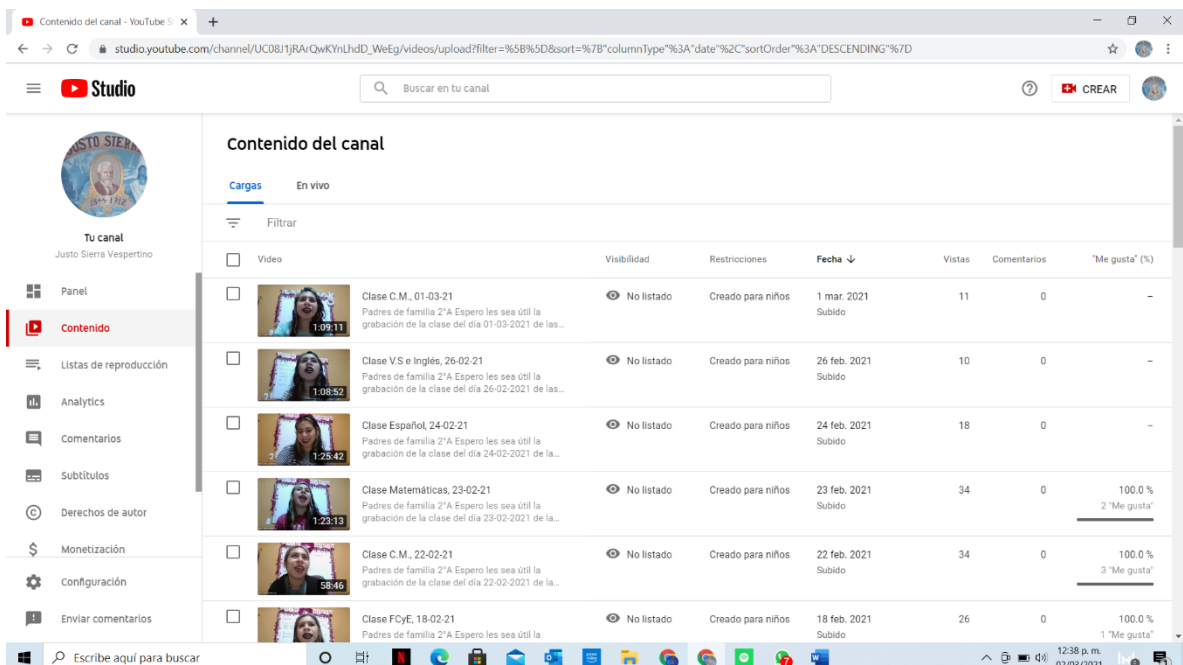 Contenido del canal - YouTube S
studio.youtube.com/channel/UC08J1jRArQwKYnLhdD_WeEg/videos/upload?filter=%5B%5D&sort=%7B"columnType"%3A"date"%2C"sortOrder"%3A"DESCENDING"%7D
Studio
Buscar en tu canal
CREAR
JUSTO SIERRA
Tu canal
Justo Sierra Vespertino
Panel
Contenido
Listas de reproducción
Analytics
Comentarios
Subtítulos
Derechos de autor
Monetización
Configuración
Enviar comentarios
Contenido del canal
Cargas En vivo
Filtrar
Video Visibilidad Restricciones Fecha Vistas Comentarios "Me gusta" (%)
Clase C.M., 01-03-21 No listado Creado para niños 1 mar. 2021 11 0 –
Padres de familia 2°A Espero les sea útil la Subido
grabación de la clase del día 01-03-2021 de las...
1:09:11
Clase V.S e Inglés, 26-02-21 No listado Creado para niños 26 feb. 2021 10 0 –
Padres de familia 2°A Espero les sea útil la Subido
grabación de la clase del día 26-02-2021 de las...
1:08:52
Clase Español, 24-02-21 No listado Creado para niños 24 feb. 2021 18 0 –
Padres de familia 2°A Espero les sea útil la Subido
grabación de la clase del día 24-02-2021 de la...
1:25:42
Clase Matemáticas, 23-02-21 No listado Creado para niños 23 feb. 2021 34 0 100.0 %
Padres de familia 2°A Espero les sea útil la Subido 2 "Me gusta"
grabación de la clase del día 23-02-2021 de la...
1:23:13
Clase C.M., 22-02-21 No listado Creado para niños 22 feb. 2021 34 0 100.0 %
Padres de familia 2°A Espero les sea útil la Subido 3 "Me gusta"
grabación de la clase del día 22-02-2021 de la...
58:46
Clase FCyE, 18-02-21 No listado Creado para niños 18 feb. 2021 26 0 100.0 %
Padres de familia 2°A Espero les sea útil la Subido 1 "Me gusta"
Escribe aquí para buscar
12:38 p. m.
02/03/2021